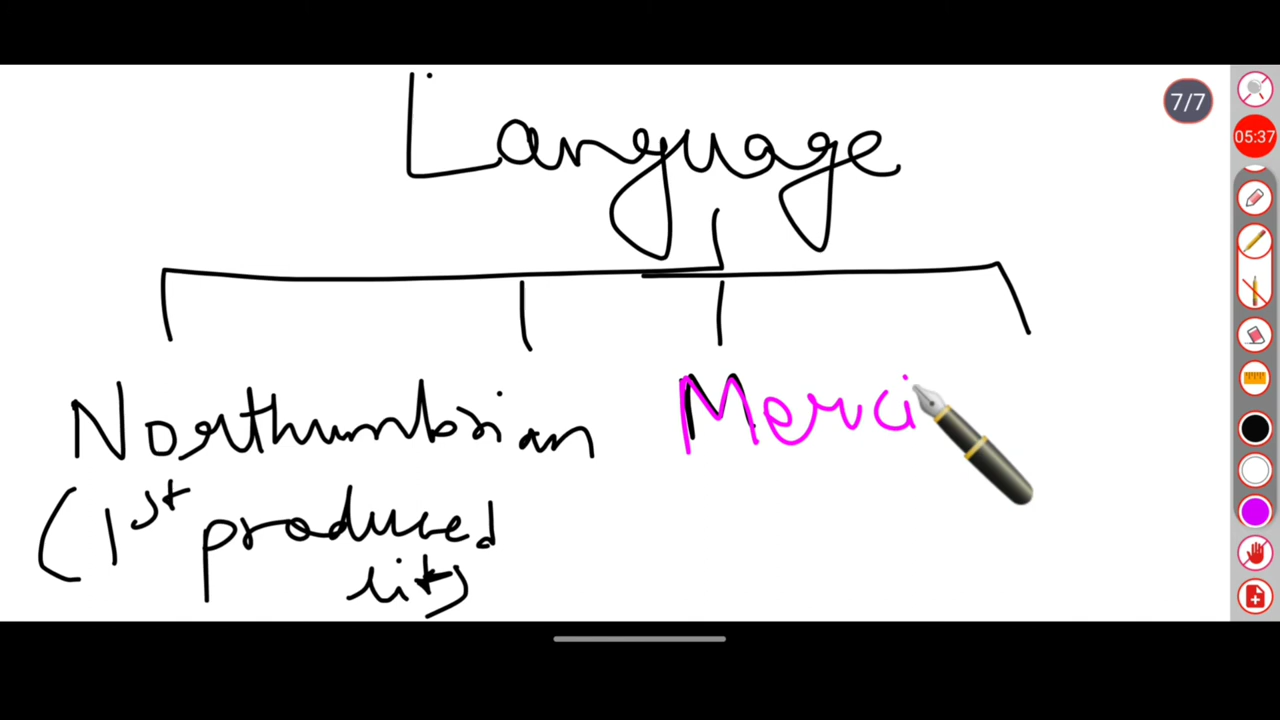 7/7
05:37
Language
Northumbrian Merci
(1st produced
lit)